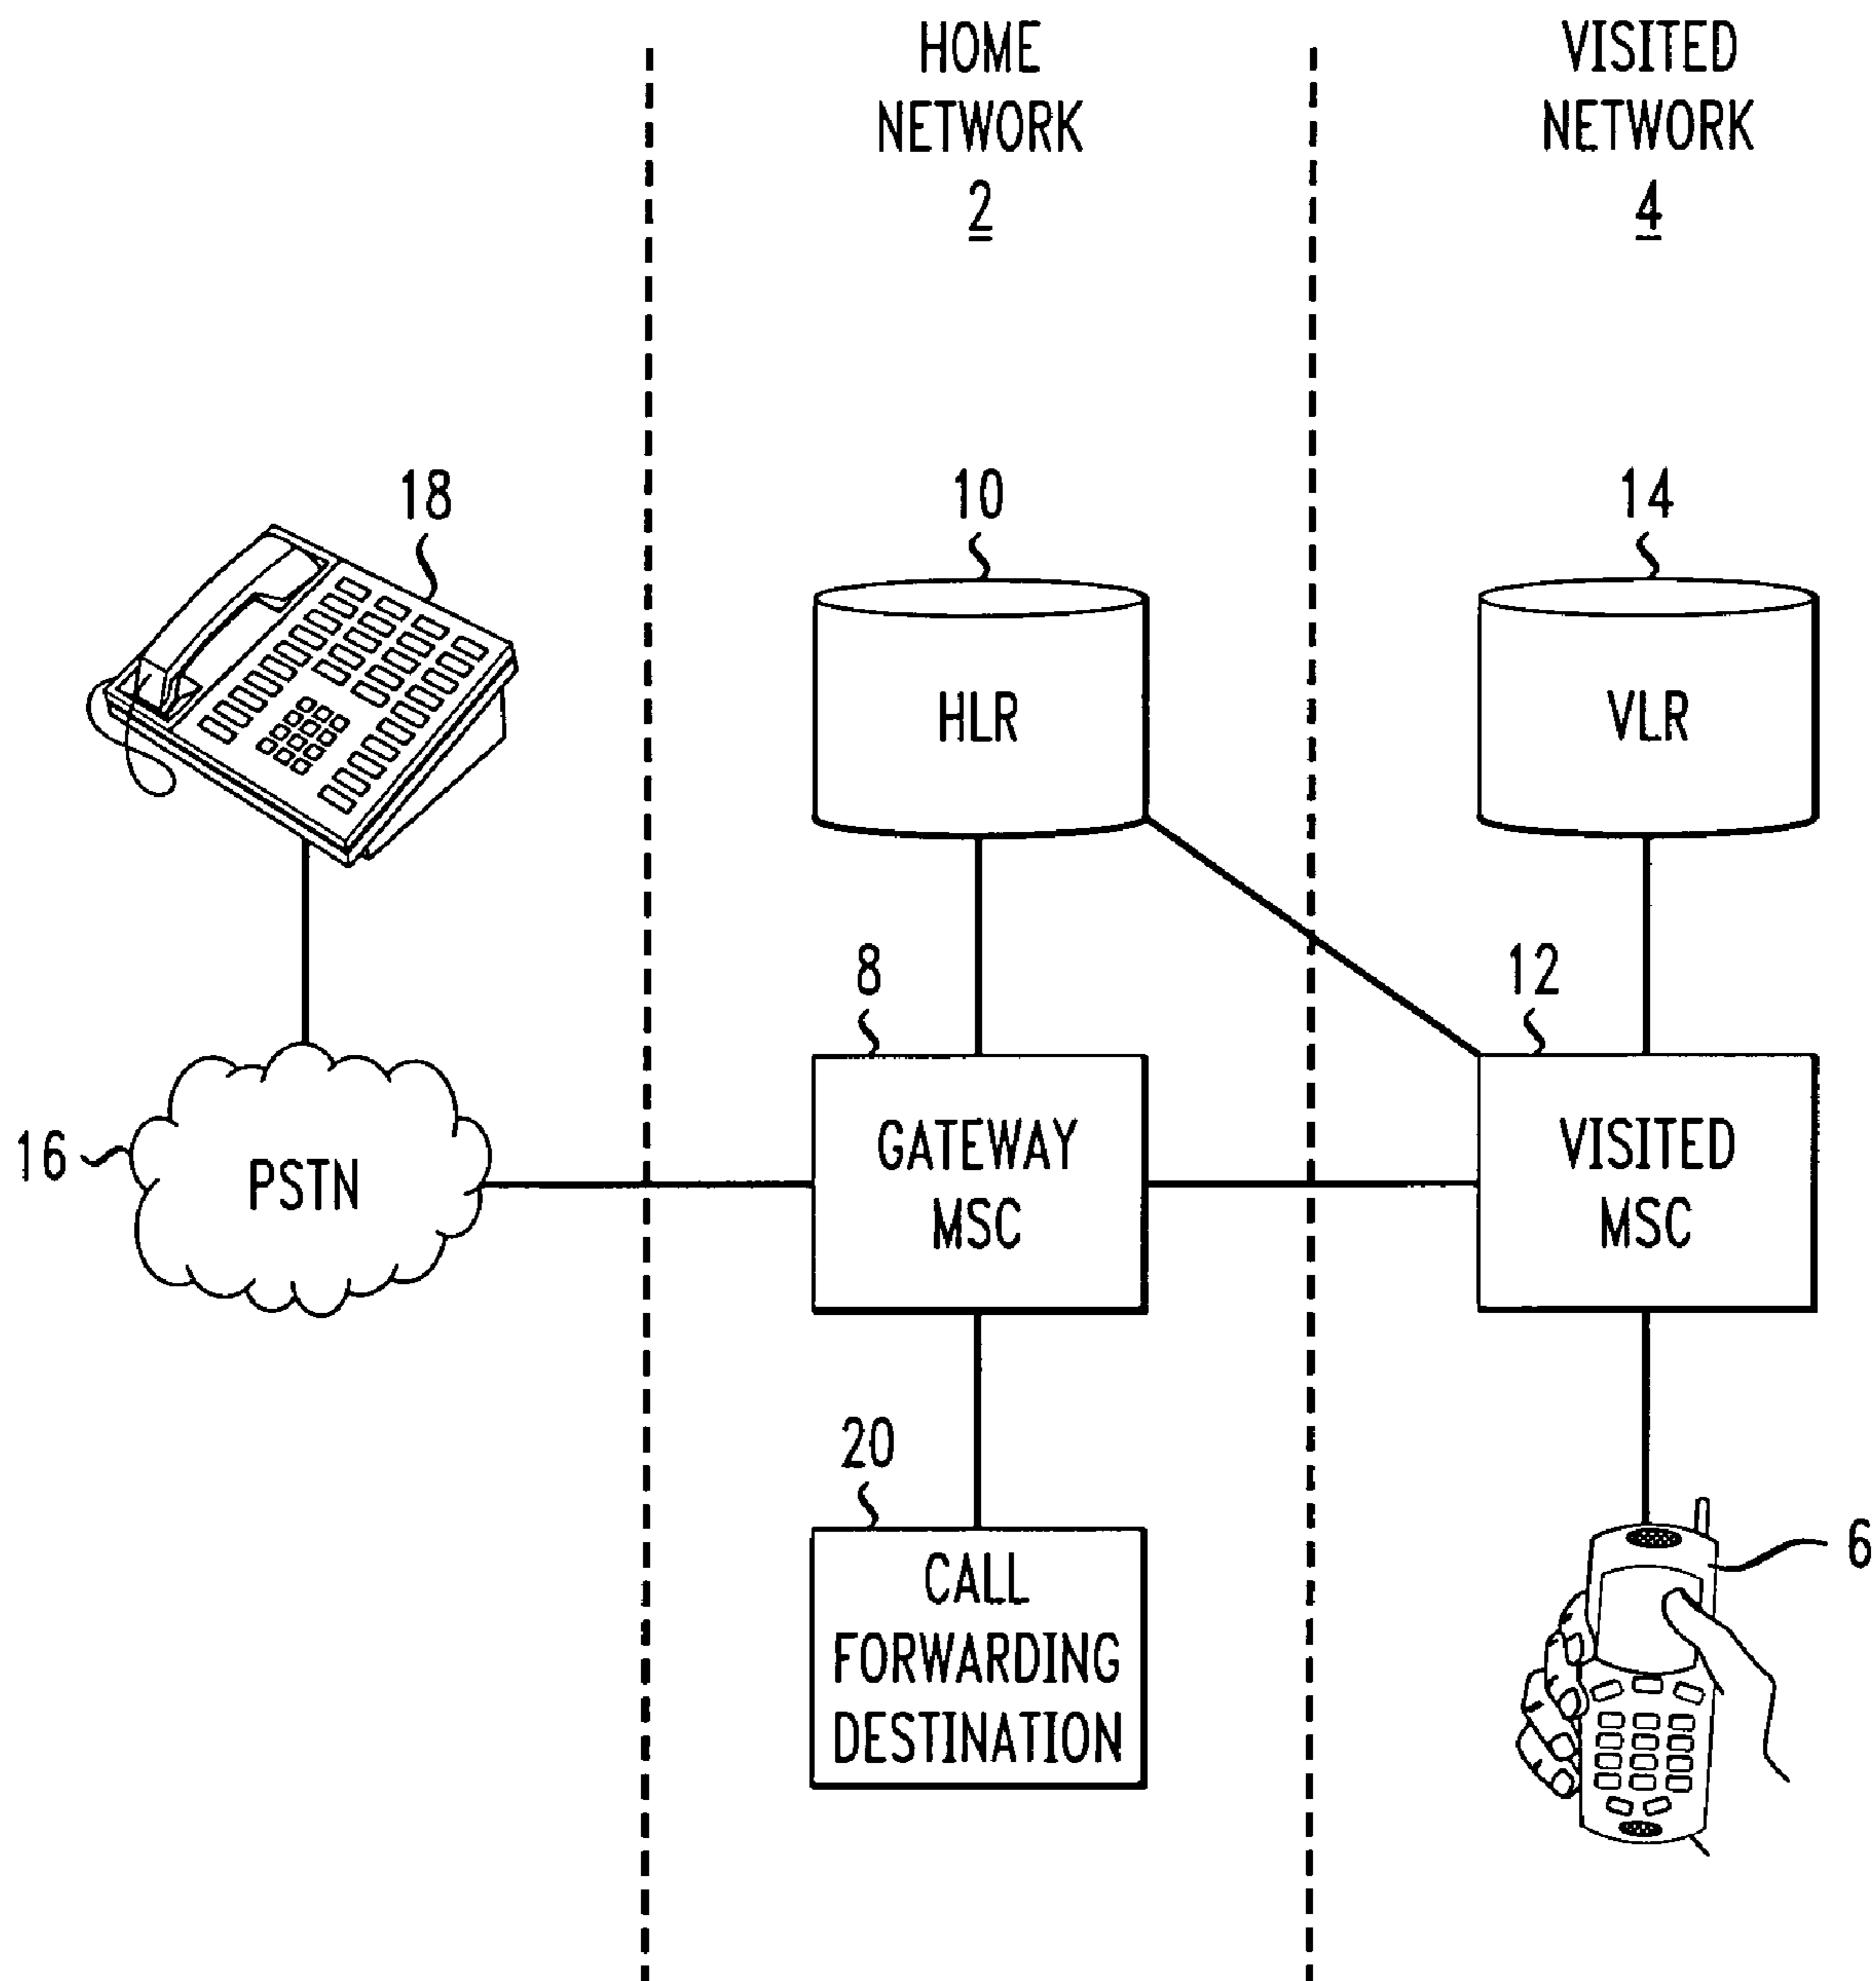 HOME
NETWORK
2
VISITED
NETWORK
4
18
10
14
HLR
VLR
8
12
16
PSTN
GATEWAY
MSC
VISITED
MSC
20
CALL
FORWARDING
DESTINATION
6